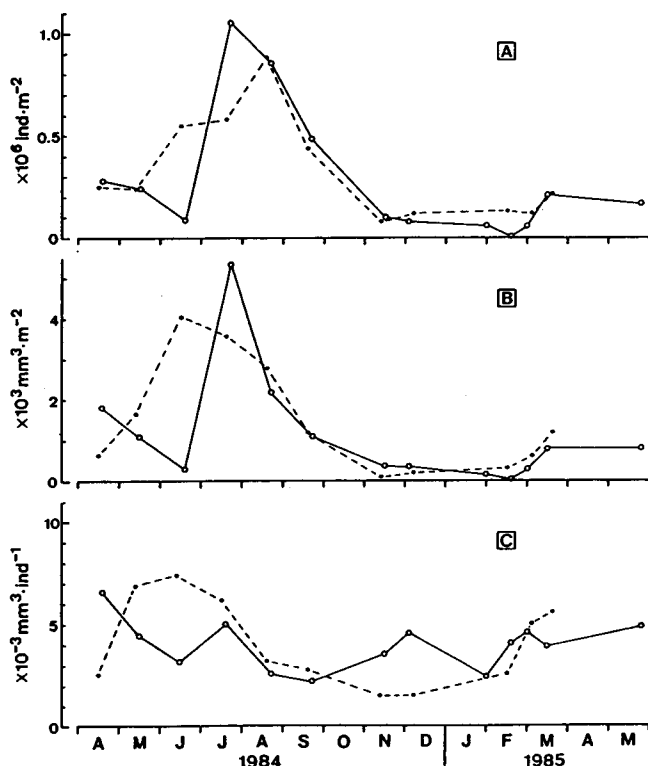 A
×10⁶ ind·m⁻²
1.0
0.5
0
B
×10³ mm³·m⁻²
4
2
0
C
×10⁻³ mm³·ind⁻¹
10
5
0
A M J J A S O N D J F M A M
1984 1985